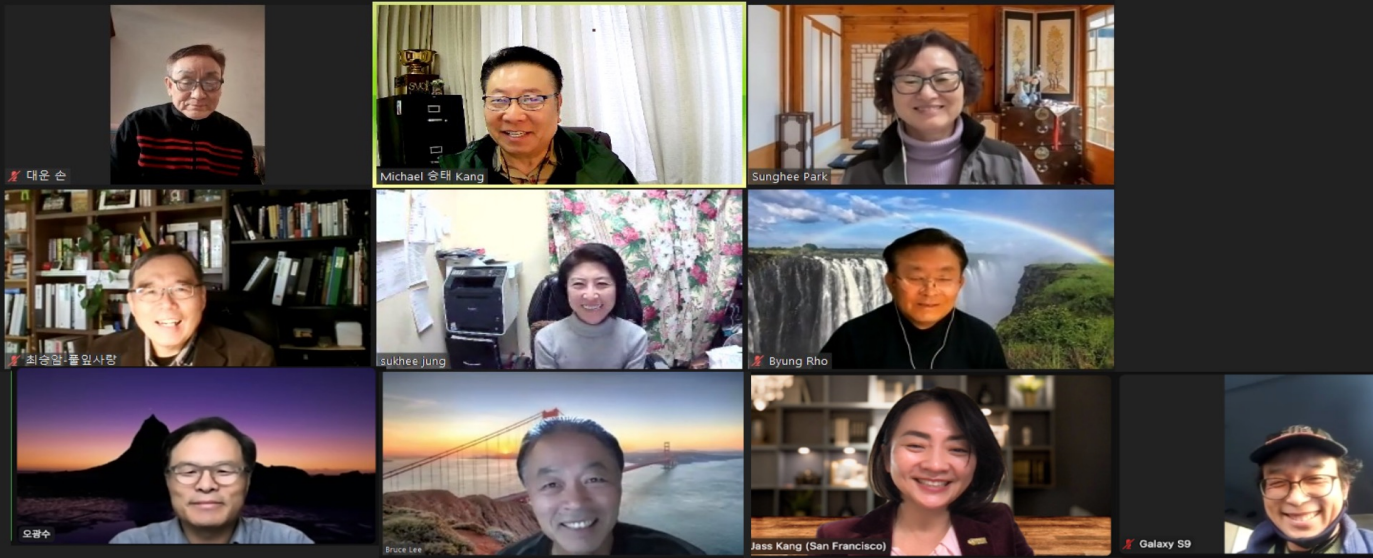 대운 손
Michael 승태 Kang
Sunghee Park
최승암-풀잎사랑
sukhee jung
Byung Rho
오광수
Bruce Lee
Jass Kang (San Francisco)
Galaxy S9